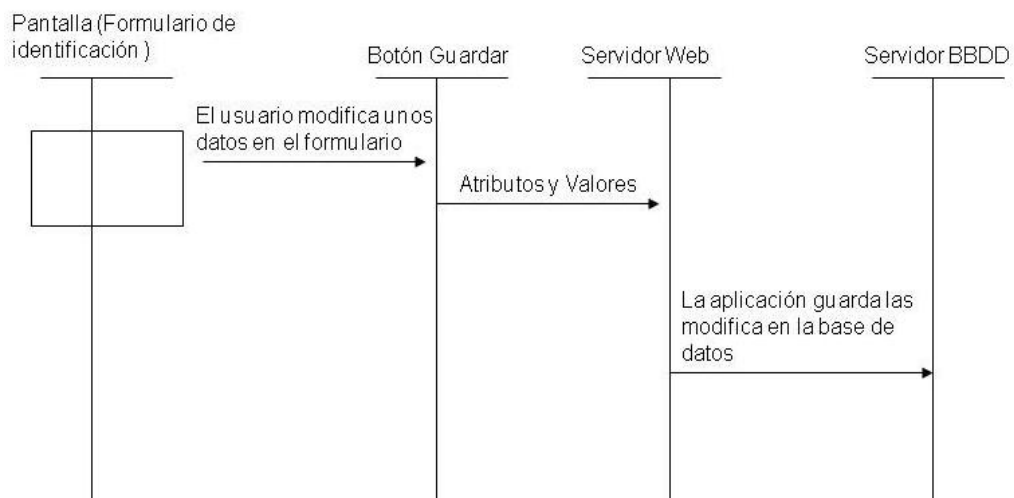 Pantalla (Formulario de
identificación )
Botón Guardar
Servidor Web
Servidor BBDD
El usuario modifica unos
datos en el formulario
Atributos y Valores
La aplicación guarda las
modifica en la base de
datos